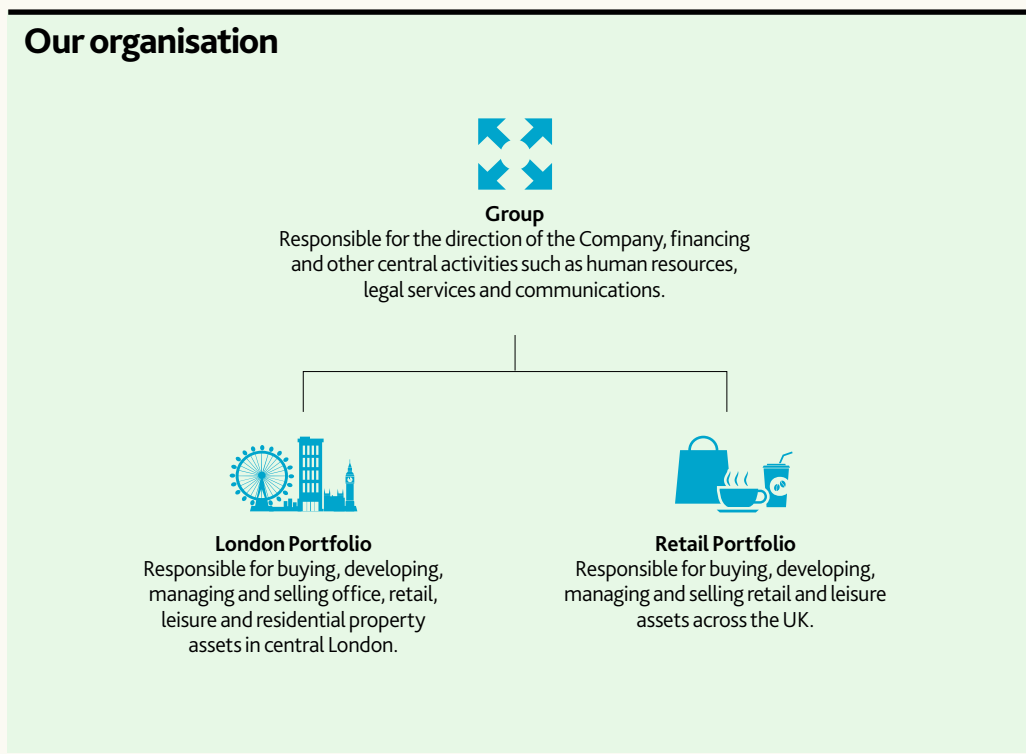 Our organisation
Group
Responsible for the direction of the Company, financing
and other central activities such as human resources,
legal services and communications.
London Portfolio
Responsible for buying, developing,
managing and selling office, retail,
leisure and residential property
assets in central London.
Retail Portfolio
Responsible for buying, developing,
managing and selling retail and leisure
assets across the UK.